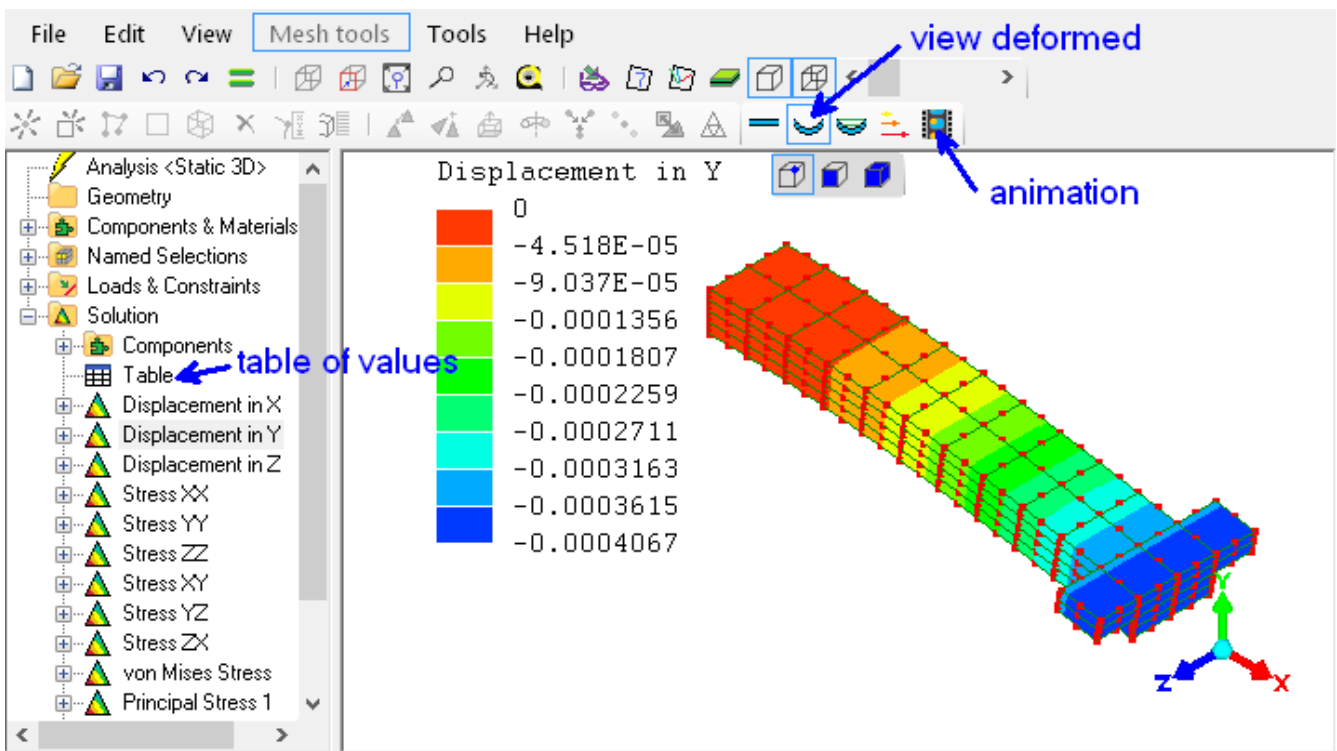 File Edit View Mesh tools Tools Help
view deformed
animation
Analysis <Static 3D>
Geometry
Components & Materials
Named Selections
Loads & Constraints
Solution
Components
Table
table of values
Displacement in X
Displacement in Y
Displacement in Z
Stress XX
Stress YY
Stress ZZ
Stress XY
Stress YZ
Stress ZX
von Mises Stress
Principal Stress 1
Displacement in Y
0
-4.518E-05
-9.037E-05
-0.0001356
-0.0001807
-0.0002259
-0.0002711
-0.0003163
-0.0003615
-0.0004067
Y
Z
X